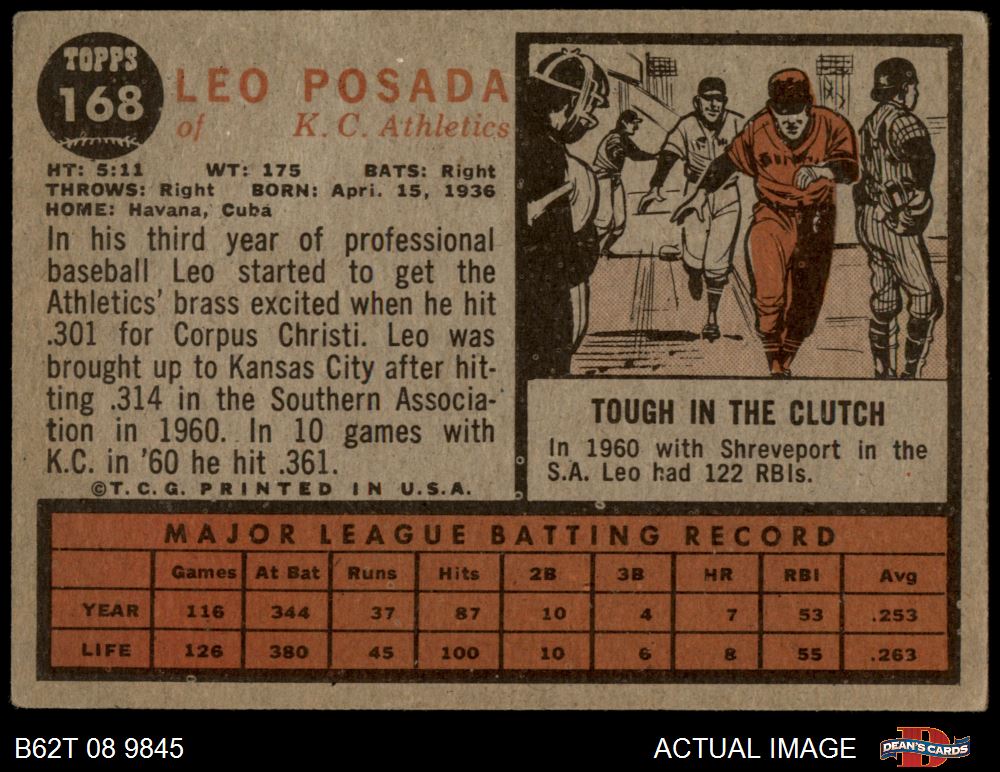 TOPPS
168
LEO POSADA
of K. C. Athletics
HT: 5:11 WT: 175 BATS: Right
THROWS: Right BORN: Apri. 15, 1936
HOME: Havana, Cuba
In his third year of professional
baseball Leo started to get the
Athletics' brass excited when he hit
.301 for Corpus Christi. Leo was
brought up to Kansas City after hit-
ting .314 in the Southern Associa-
tion in 1960. In 10 games with
K.C. in '60 he hit .361.
©T.C.G. PRINTED IN U.S.A.
TOUGH IN THE CLUTCH
In 1960 with Shreveport in the
S.A. Leo had 122 RBIs.
MAJOR LEAGUE BATTING RECORD
Games At Bat Runs Hits 2B 3B HR RBI Avg
YEAR 116 344 37 87 10 4 7 53 .253
LIFE 126 380 45 100 10 6 8 55 .263
B62T 08 9845
ACTUAL IMAGE
D
DEAN'S CARDS